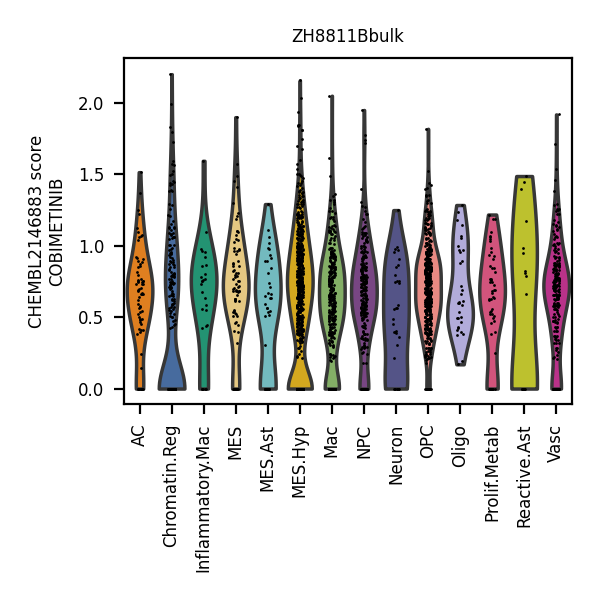 ZH8811Bbulk
CHEMBL2146883 score
COBIMETINIB
2.0
1.5
1.0
0.5
0.0
AC
Chromatin.Reg
Inflammatory.Mac
MES
MES.Ast
MES.Hyp
Mac
NPC
Neuron
OPC
Oligo
Prolif.Metab
Reactive.Ast
Vasc